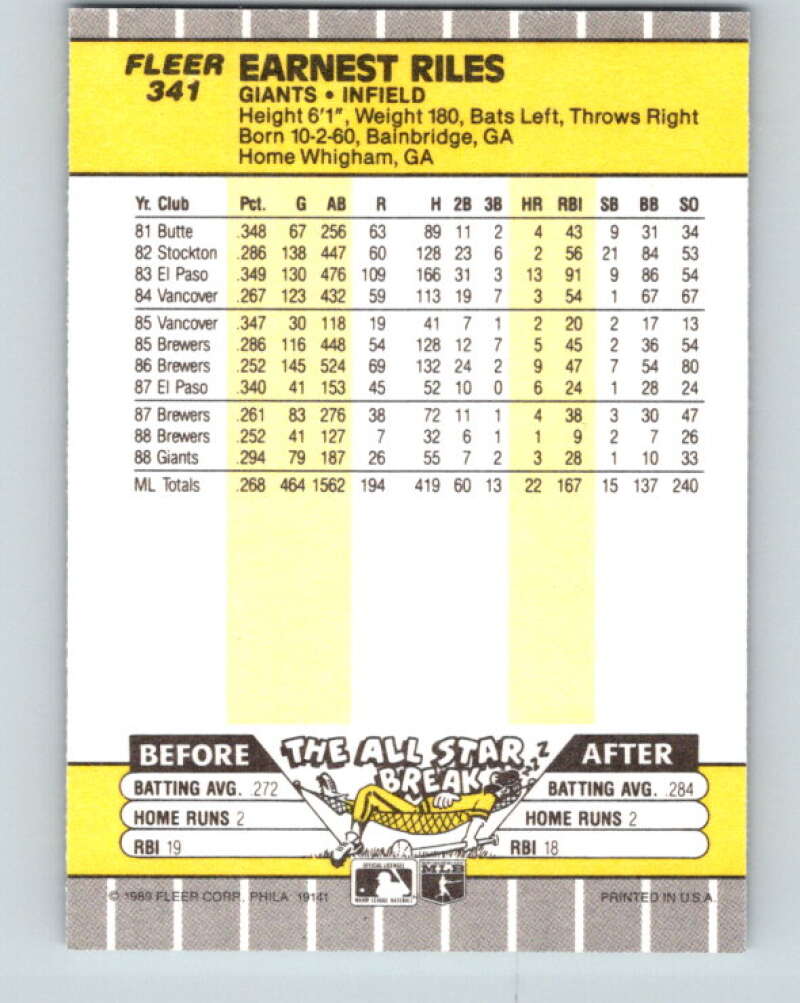 FLEER
341
EARNEST RILES
GIANTS • INFIELD
Height 6'1", Weight 180, Bats Left, Throws Right
Born 10-2-60, Bainbridge, GA
Home Whigham, GA
Yr. Club Pct. G AB R H 2B 3B HR RBI SB BB SO
81 Butte .348 67 256 63 89 11 2 4 43 9 31 34
82 Stockton .286 138 447 60 128 23 6 2 56 21 84 53
83 El Paso .349 130 476 109 166 31 3 13 91 9 86 54
84 Vancover .267 123 432 59 113 19 7 3 54 1 67 67
85 Vancover .347 30 118 19 41 7 1 2 20 2 17 13
85 Brewers .286 116 448 54 128 12 7 5 45 2 36 54
86 Brewers .252 145 524 69 132 24 2 9 47 7 54 80
87 El Paso .340 41 153 45 52 10 0 6 24 1 28 24
87 Brewers .261 83 276 38 72 11 1 4 38 3 30 47
88 Brewers .252 41 127 7 32 6 1 1 9 2 7 26
88 Giants .294 79 187 26 55 7 2 3 28 1 10 33
ML Totals .268 464 1562 194 419 60 13 22 167 15 137 240
BEFORE THE ALL STAR BREAK ZZZ AFTER
BATTING AVG. .272 BATTING AVG. .284
HOME RUNS 2 HOME RUNS 2
RBI 19 RBI 18
OFFICIAL LICENSEE
MAJOR LEAGUE BASEBALL
MLB
© 1989 FLEER CORP. PHILA. 19141 PRINTED IN U.S.A.